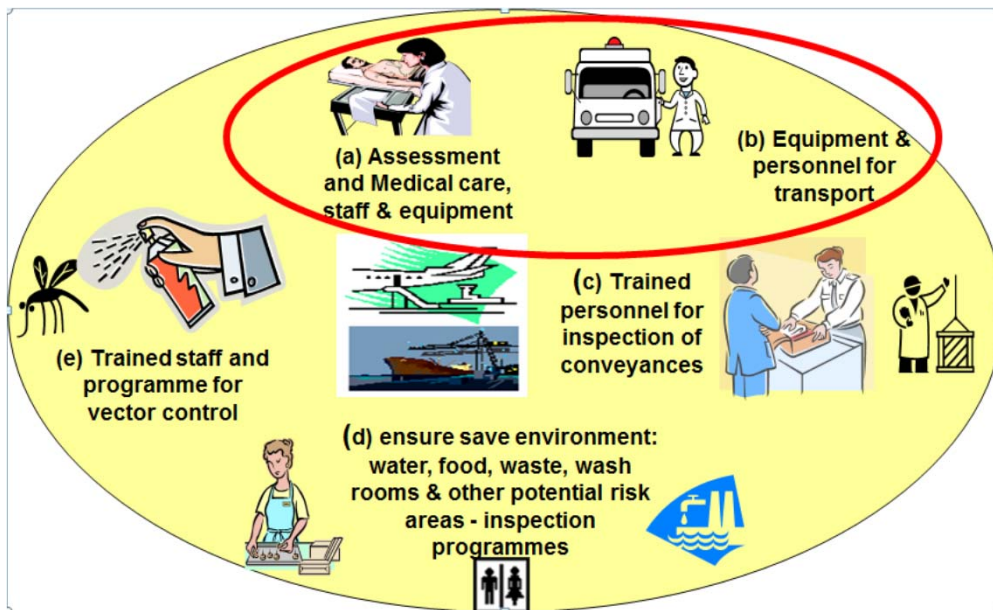 (a) Assessment
and Medical care,
staff & equipment
(b) Equipment &
personnel for
transport
(c) Trained
personnel for
inspection of
conveyances
(d) ensure save environment:
water, food, waste, wash
rooms & other potential risk
areas - inspection
programmes
(e) Trained staff and
programme for
vector control